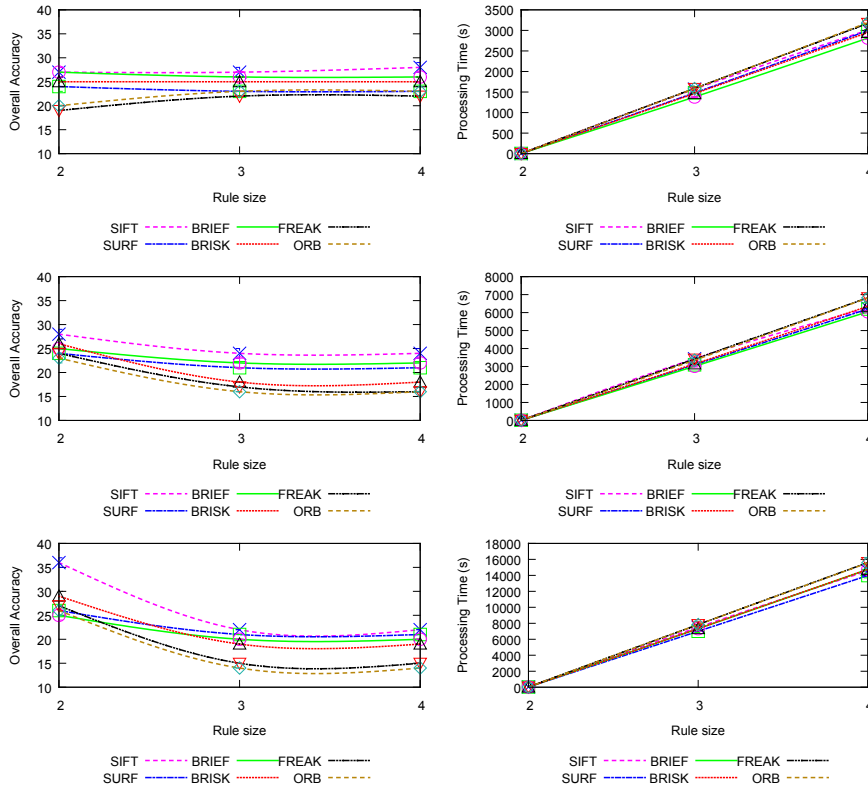 Overall Accuracy
40
35
30
25
20
15
10
2 3 4
Rule size
SIFT BRIEF FREAK
SURF BRISK ORB
Processing Time (s)
3500
3000
2500
2000
1500
1000
500
0
2 3 4
Rule size
SIFT BRIEF FREAK
SURF BRISK ORB
Overall Accuracy
40
35
30
25
20
15
10
2 3 4
Rule size
SIFT BRIEF FREAK
SURF BRISK ORB
Processing Time (s)
8000
7000
6000
5000
4000
3000
2000
1000
0
2 3 4
Rule size
SIFT BRIEF FREAK
SURF BRISK ORB
Overall Accuracy
40
35
30
25
20
15
10
2 3 4
Rule size
SIFT BRIEF FREAK
SURF BRISK ORB
Processing Time (s)
18000
16000
14000
12000
10000
8000
6000
4000
2000
0
2 3 4
Rule size
SIFT BRIEF FREAK
SURF BRISK ORB